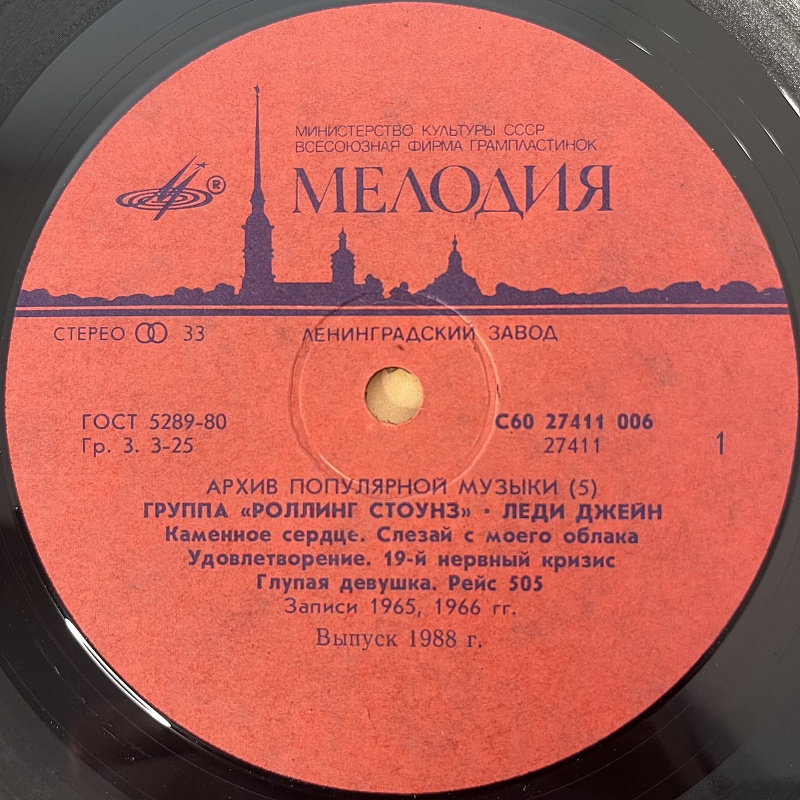 МИНИСТЕРСТВО КУЛЬТУРЫ СССР
ВСЕСОЮЗНАЯ ФИРМА ГРАМПЛАСТИНОК
МЕЛОДИЯ
®
СТЕРЕО 33 ЛЕНИНГРАДСКИЙ ЗАВОД
ГОСТ 5289-80 С60 27411 006
Гр. 3. 3-25 27411 1
АРХИВ ПОПУЛЯРНОЙ МУЗЫКИ (5)
ГРУППА «РОЛЛИНГ СТОУНЗ» · ЛЕДИ ДЖЕЙН
Каменное сердце. Слезай с моего облака
Удовлетворение. 19-й нервный кризис
Глупая девушка. Рейс 505
Записи 1965, 1966 гг.
Выпуск 1988 г.